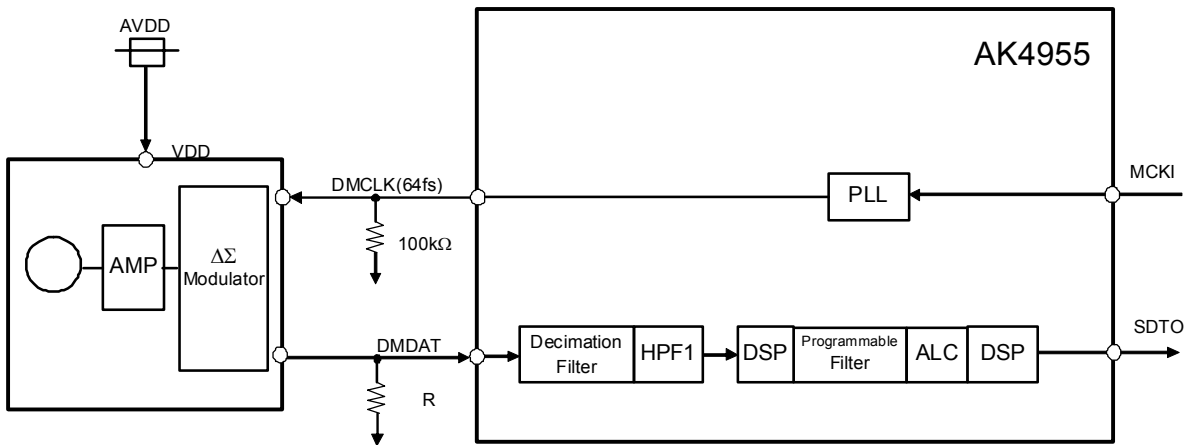 AVDD
AK4955
VDD
DMCLK(64fs)
MCKI
PLL
100kΩ
AMP
ΔΣ
Modulator
SDTO
DMDAT
Decimation
Filter
HPF1
DSP
Programmable
Filter
ALC
DSP
R